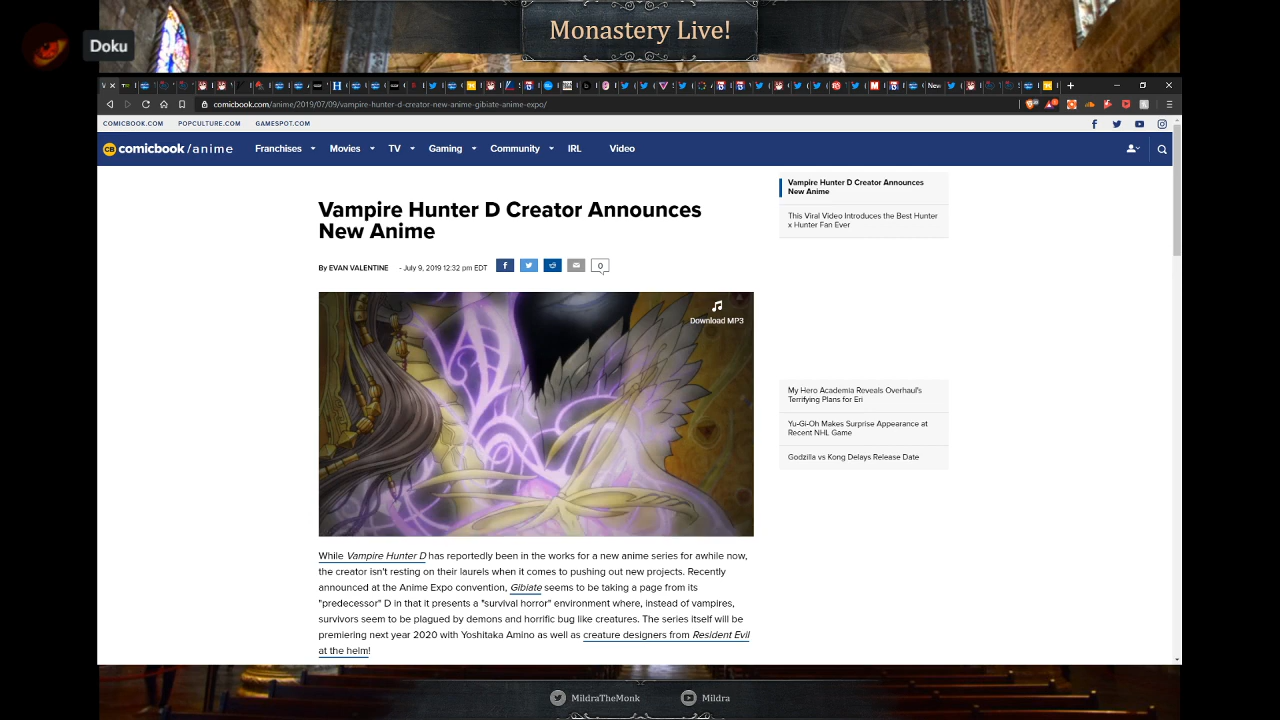 Monastery Live!
Doku
comicbook.com/anime/2019/07/09/vampire-hunter-d-creator-new-anime-gibiate-anime-expo/
COMICBOOK.COM POPCULTURE.COM GAMESPOT.COM
CB comicbook/anime Franchises Movies TV Gaming Community IRL Video
Vampire Hunter D Creator Announces
New Anime
By EVAN VALENTINE - July 9, 2019 12:32 pm EDT 0
Download MP3
While Vampire Hunter D has reportedly been in the works for a new anime series for awhile now,
the creator isn't resting on their laurels when it comes to pushing out new projects. Recently
announced at the Anime Expo convention, Gibiate seems to be taking a page from its
"predecessor" D in that it presents a "survival horror" environment where, instead of vampires,
survivors seem to be plagued by demons and horrific bug like creatures. The series itself will be
premiering next year 2020 with Yoshitaka Amino as well as creature designers from Resident Evil
at the helm!
Vampire Hunter D Creator Announces
New Anime
This Viral Video Introduces the Best Hunter
x Hunter Fan Ever
My Hero Academia Reveals Overhaul's
Terrifying Plans for Eri
Yu-Gi-Oh Makes Surprise Appearance at
Recent NHL Game
Godzilla vs Kong Delays Release Date
MildraTheMonk Mildra